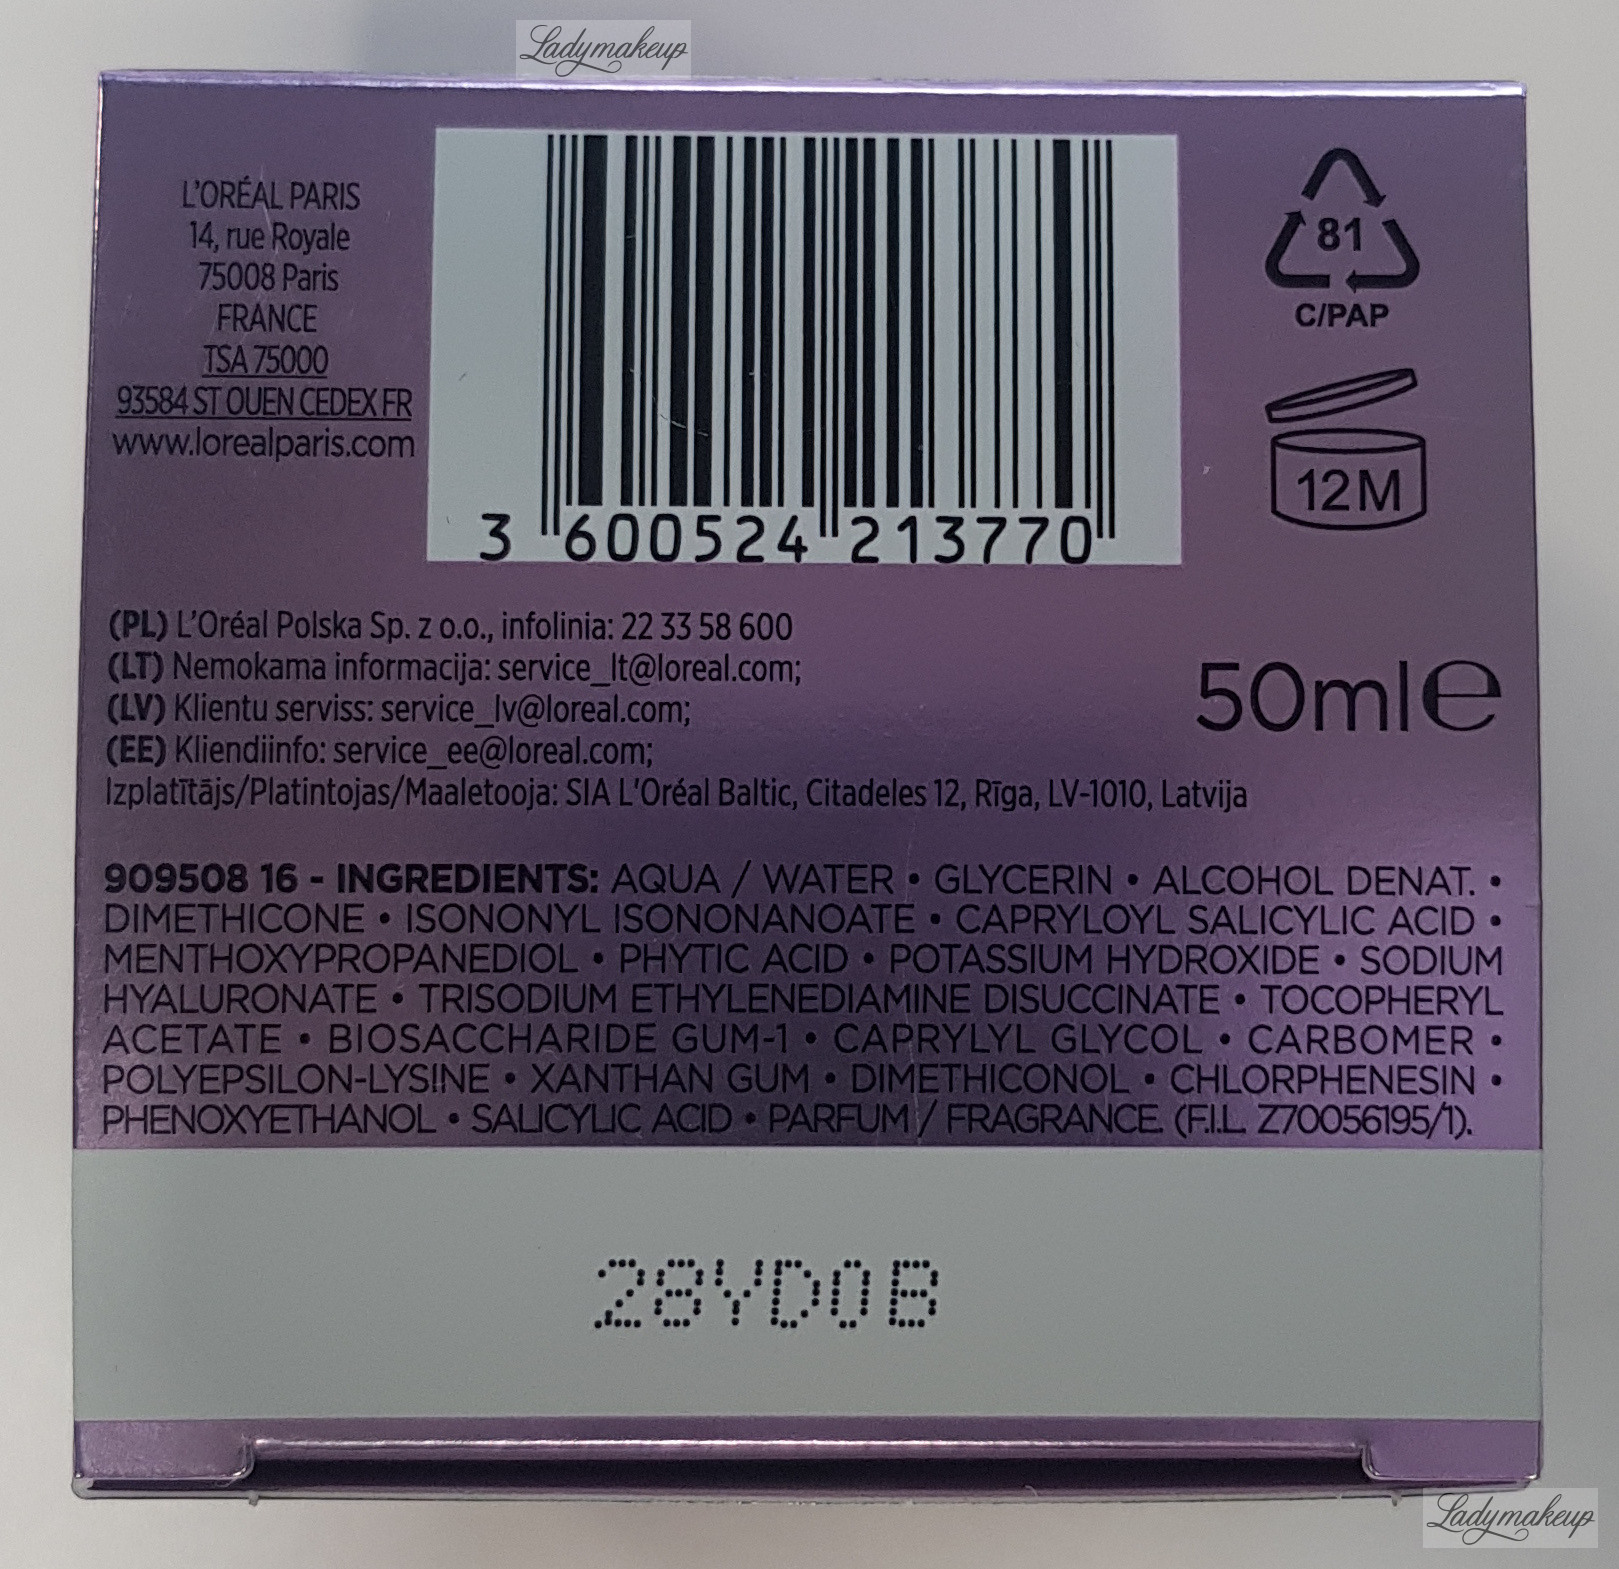 Ladymakeup
L'ORÉAL PARIS
14, rue Royale
75008 Paris
FRANCE
TSA 75000
93584 ST OUEN CEDEX FR
www.lorealparis.com
3 600524 213770
81
C/PAP
12M
(PL) L'Oréal Polska Sp. z o.o., infolinia: 22 33 58 600
(LT) Nemokama informacija: service_lt@loreal.com;
(LV) Klientu serviss: service_lv@loreal.com;
(EE) Kliendiinfo: service_ee@loreal.com;
Izplatītājs/Platintojas/Maaletooja: SIA L'Oréal Baltic, Citadeles 12, Rīga, LV-1010, Latvija
50ml℮
909508 16 - INGREDIENTS: AQUA / WATER • GLYCERIN • ALCOHOL DENAT. •
DIMETHICONE • ISONONYL ISONONANOATE • CAPRYLOYL SALICYLIC ACID •
MENTHOXYPROPANEDIOL • PHYTIC ACID • POTASSIUM HYDROXIDE • SODIUM
HYALURONATE • TRISODIUM ETHYLENEDIAMINE DISUCCINATE • TOCOPHERYL
ACETATE • BIOSACCHARIDE GUM-1 • CAPRYLYL GLYCOL • CARBOMER •
POLYEPSILON-LYSINE • XANTHAN GUM • DIMETHICONOL • CHLORPHENESIN •
PHENOXYETHANOL • SALICYLIC ACID • PARFUM / FRAGRANCE. (F.I.L. Z70056195/1).
28YD0B
Ladymakeup